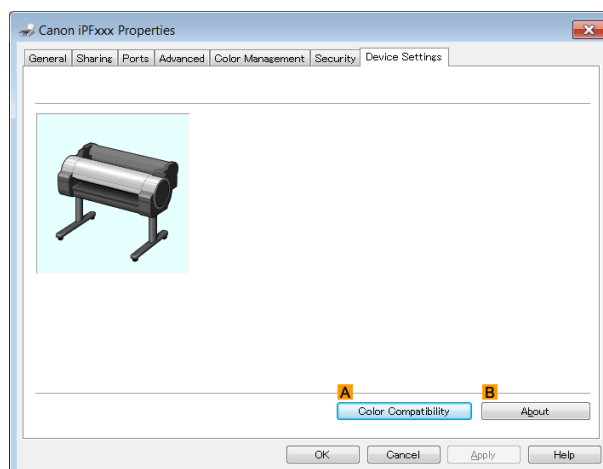 Canon iPFxxx Properties
General Sharing Ports Advanced Color Management Security Device Settings
A B
Color Compatibility About
OK Cancel Apply Help